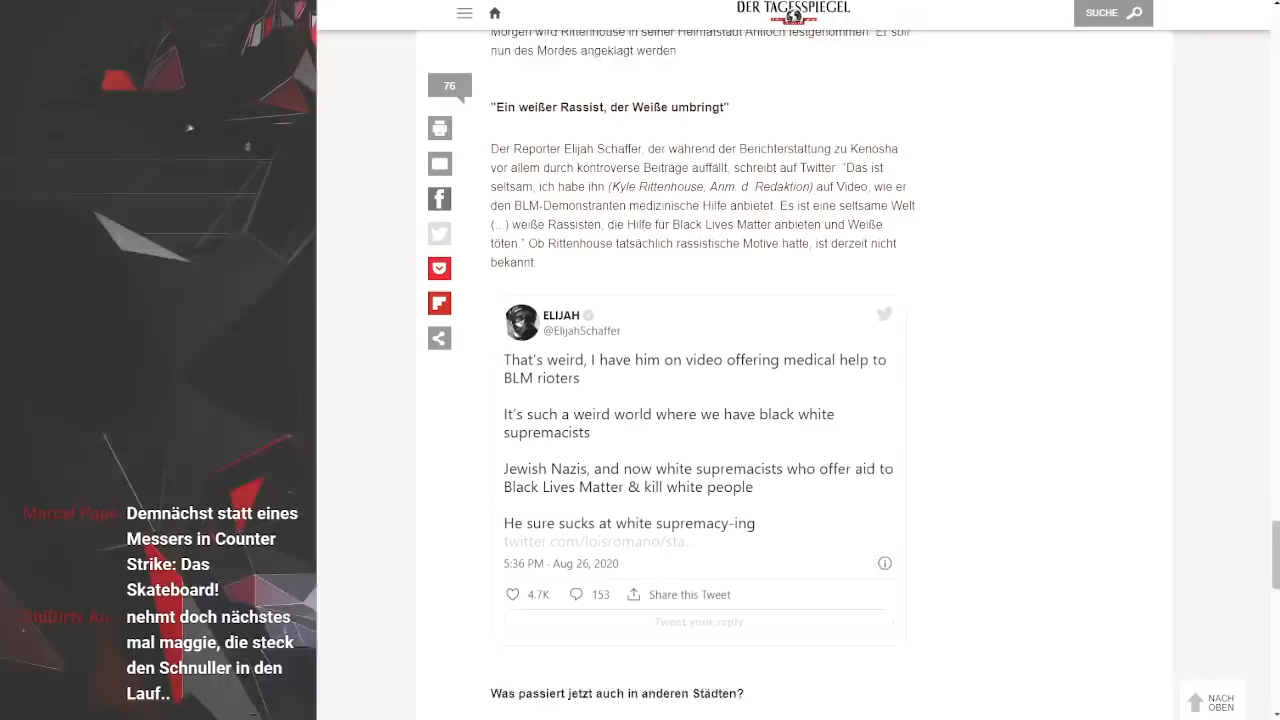 DER TAGESSPIEGEL
SUCHE
Morgen wird Rittenhouse in seiner Heimatstadt Antioch festgenommen. Er soll
nun des Mordes angeklagt werden
76
"Ein weißer Rassist, der Weiße umbringt"
Der Reporter Elijah Schaffer, der während der Berichterstattung zu Kenosha
vor allem durch kontroverse Beiträge auffällt, schreibt auf Twitter: "Das ist
seltsam, ich habe ihn (Kyle Rittenhouse, Anm. d. Redaktion) auf Video, wie er
den BLM-Demonstranten medizinische Hilfe anbietet. Es ist eine seltsame Welt
(...) weiße Rassisten, die Hilfe für Black Lives Matter anbieten und Weiße
töten." Ob Rittenhouse tatsächlich rassistische Motive hatte, ist derzeit nicht
bekannt.
ELIJAH
@ElijahSchaffer
That's weird, I have him on video offering medical help to
BLM rioters
It's such a weird world where we have black white
supremacists
Jewish Nazis, and now white supremacists who offer aid to
Black Lives Matter & kill white people
He sure sucks at white supremacy-ing
twitter.com/loisromano/sta...
5:36 PM · Aug 26, 2020
4.7K 153 Share this Tweet
Tweet your reply
Was passiert jetzt auch in anderen Städten?
NACH
OBEN
Marcel Pape Demnächst statt eines
Messers in Counter
Strike: Das
Skateboard!
OldDirty Au... nehmt doch nächstes
mal maggie, die steck
den Schnuller in den
Lauf..